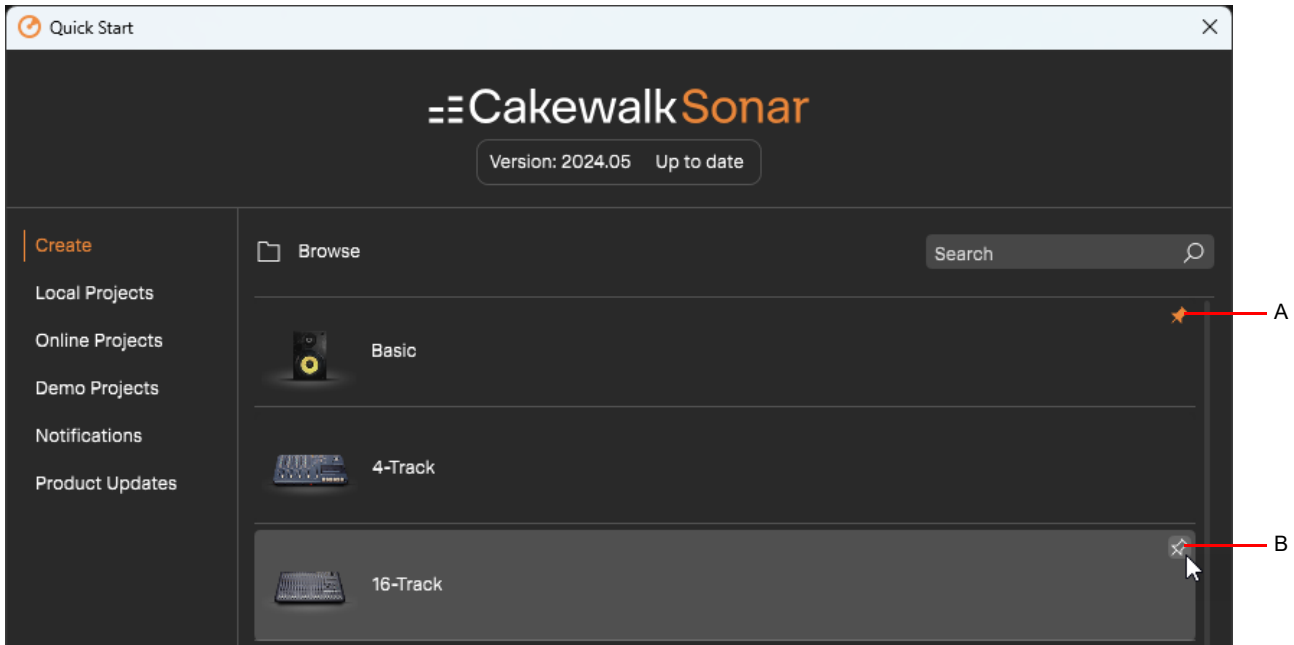 Quick Start
Cakewalk Sonar
Version: 2024.05 Up to date
Create
Local Projects
Online Projects
Demo Projects
Notifications
Product Updates
Browse
Search
A
Basic
4-Track
B
16-Track